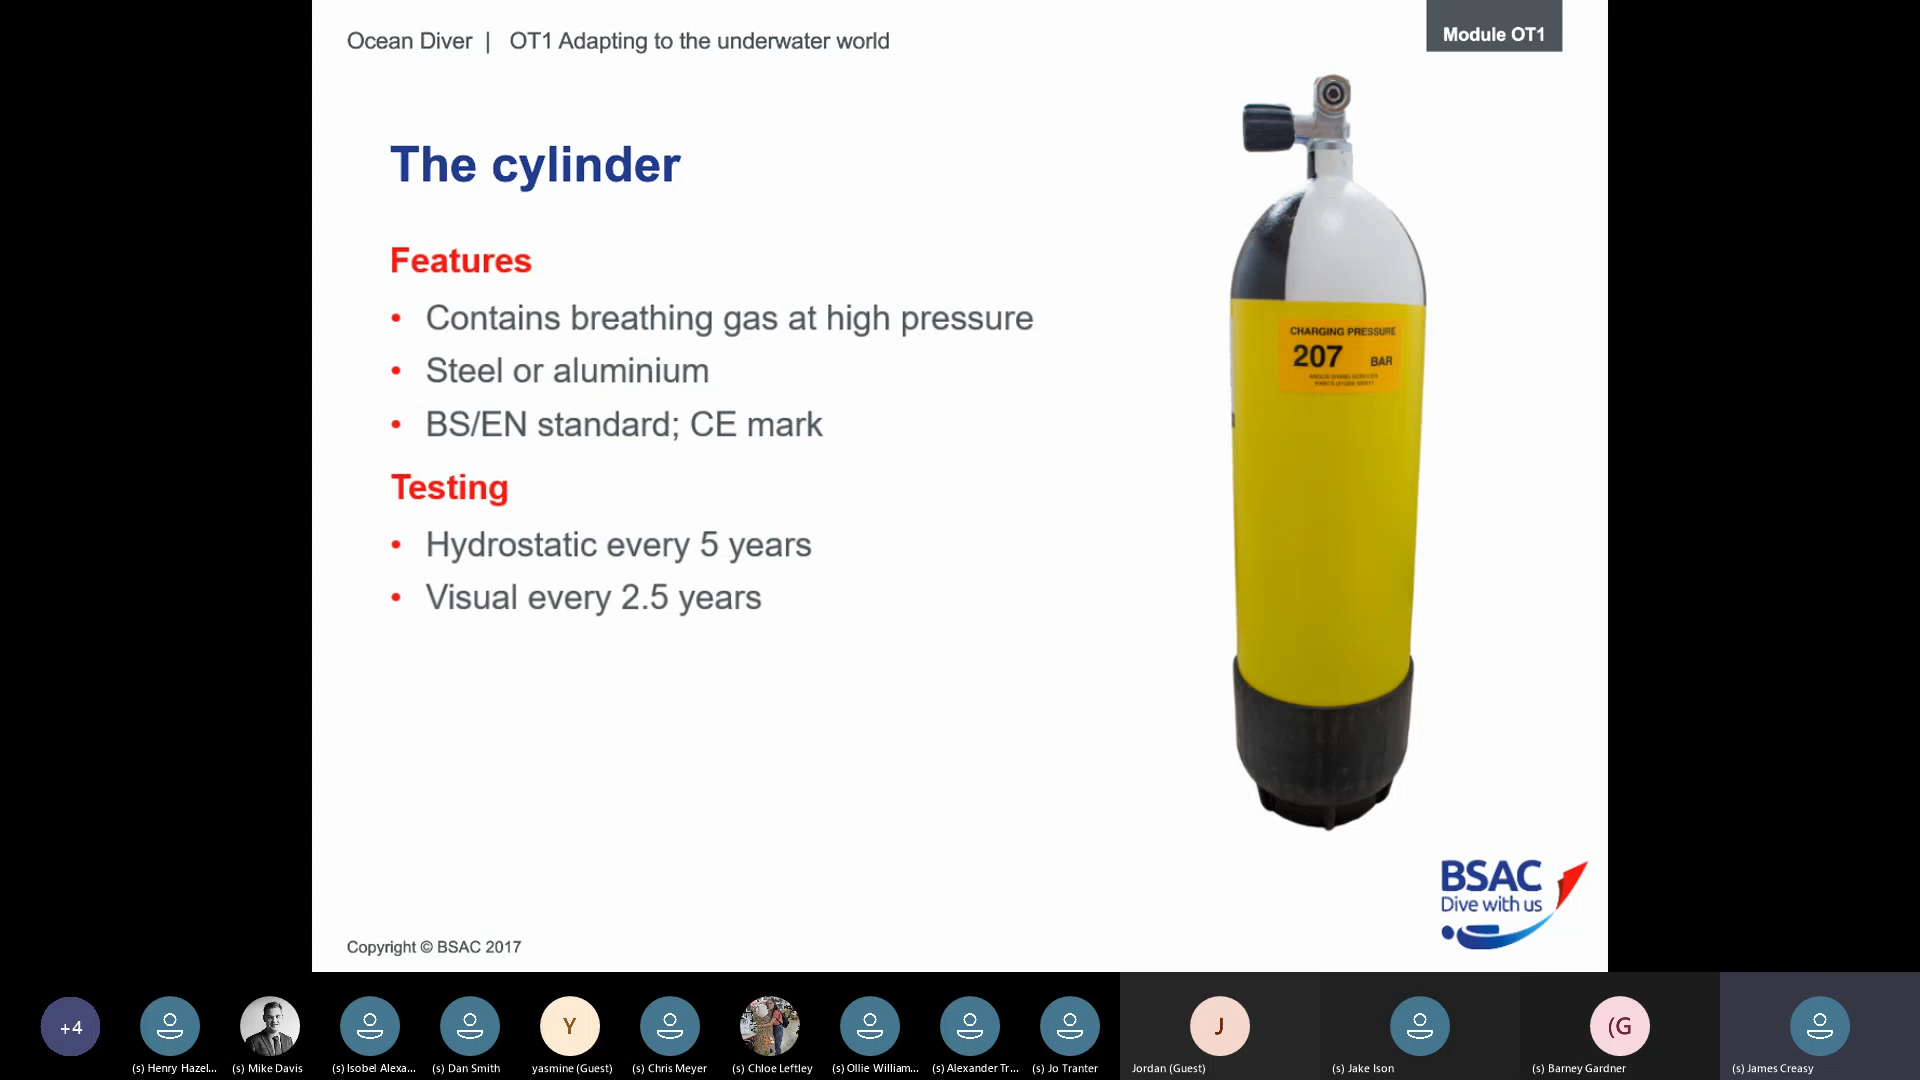 Ocean Diver | OT1 Adapting to the underwater world
Module OT1
The cylinder
Features
• Contains breathing gas at high pressure
• Steel or aluminium
• BS/EN standard; CE mark
Testing
• Hydrostatic every 5 years
• Visual every 2.5 years
CHARGING PRESSURE
207 BAR
BSAC
Dive with us
Copyright © BSAC 2017
+4
Y
J
(G
(s) Henry Hazel...
(s) Mike Davis
(s) Isobel Alexa...
(s) Dan Smith
yasmine (Guest)
(s) Chris Meyer
(s) Chloe Leftley
(s) Ollie William...
(s) Alexander Tr...
(s) Jo Tranter
Jordan (Guest)
(s) Jake Ison
(s) Barney Gardner
(s) James Creasy